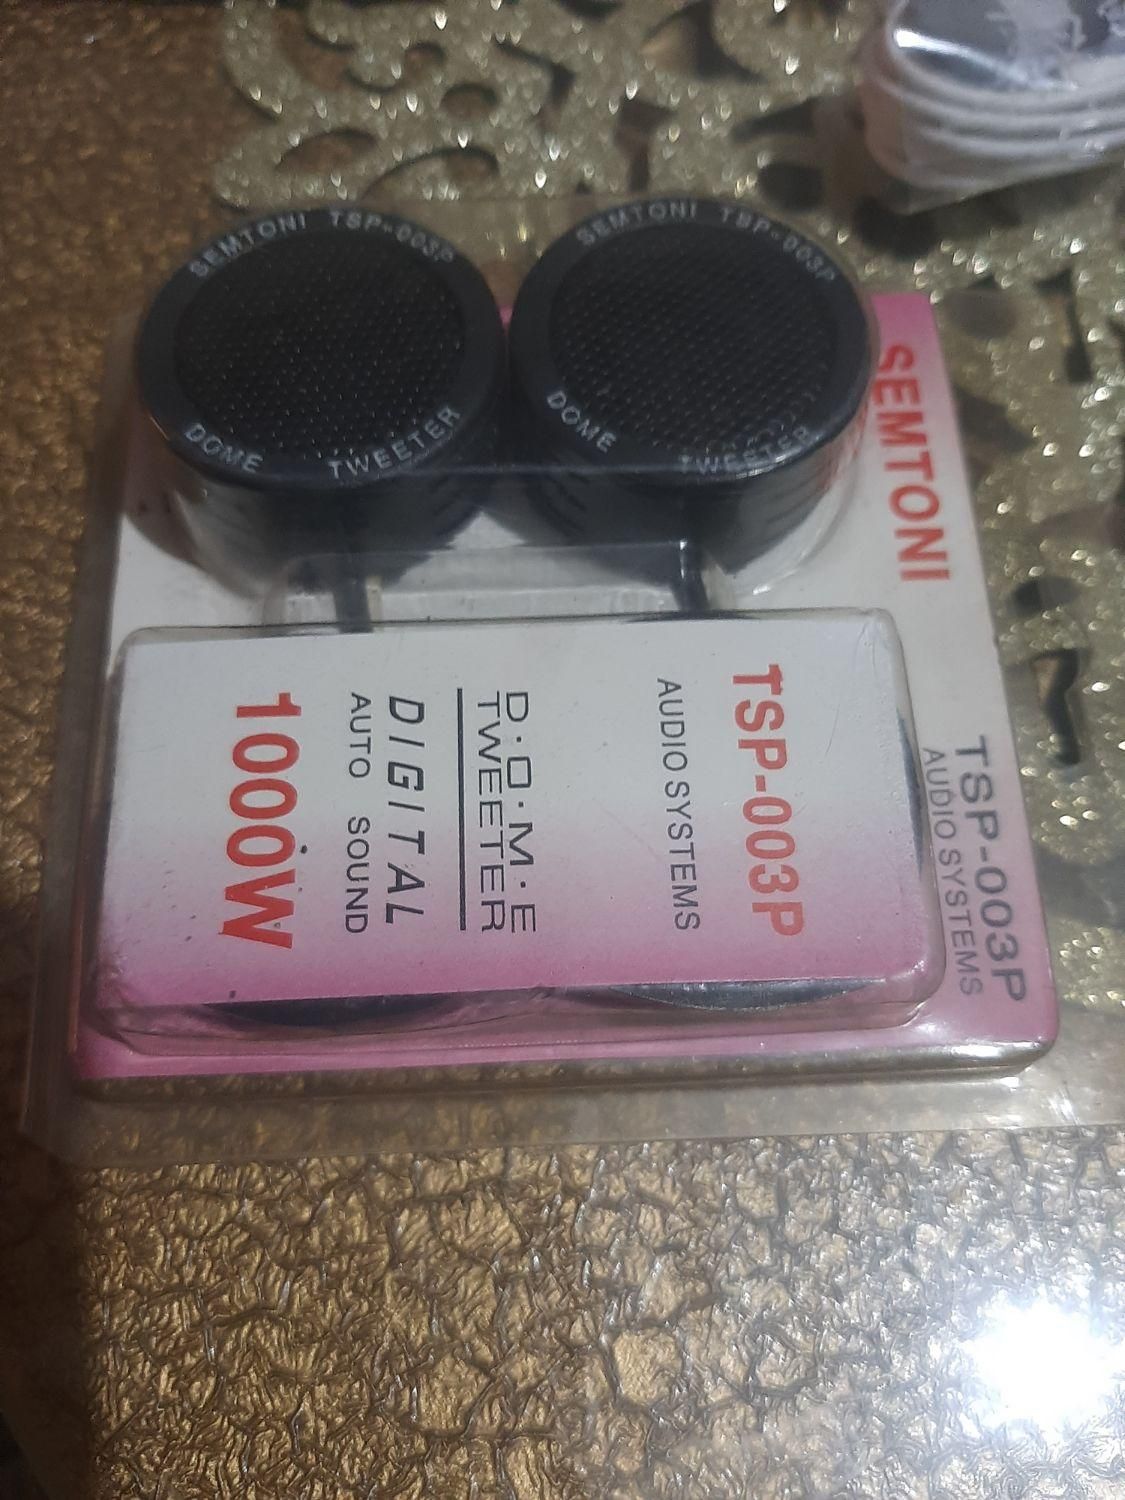 SEMTONI TSP-003P
DOME TWEETER
SEMTONI TSP-003P
DOME TWEETER
SEMTONI
TSP-003P
AUDIO SYSTEMS
TSP-003P
AUDIO SYSTEMS
D·O·M·E
TWEETER
DIGITAL
AUTO SOUND
1000W